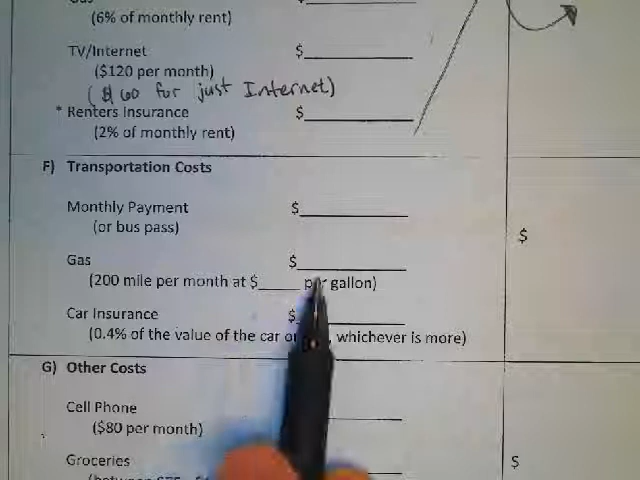 (6% of monthly rent)
TV/Internet $
($120 per month)
($60 for just Internet)
* Renters Insurance $
(2% of monthly rent)
F) Transportation Costs
Monthly Payment $
(or bus pass)
$
Gas $
(200 mile per month at $____ per gallon)
Car Insurance $
(0.4% of the value of the car or , whichever is more)
G) Other Costs
Cell Phone
($80 per month)
Groceries $